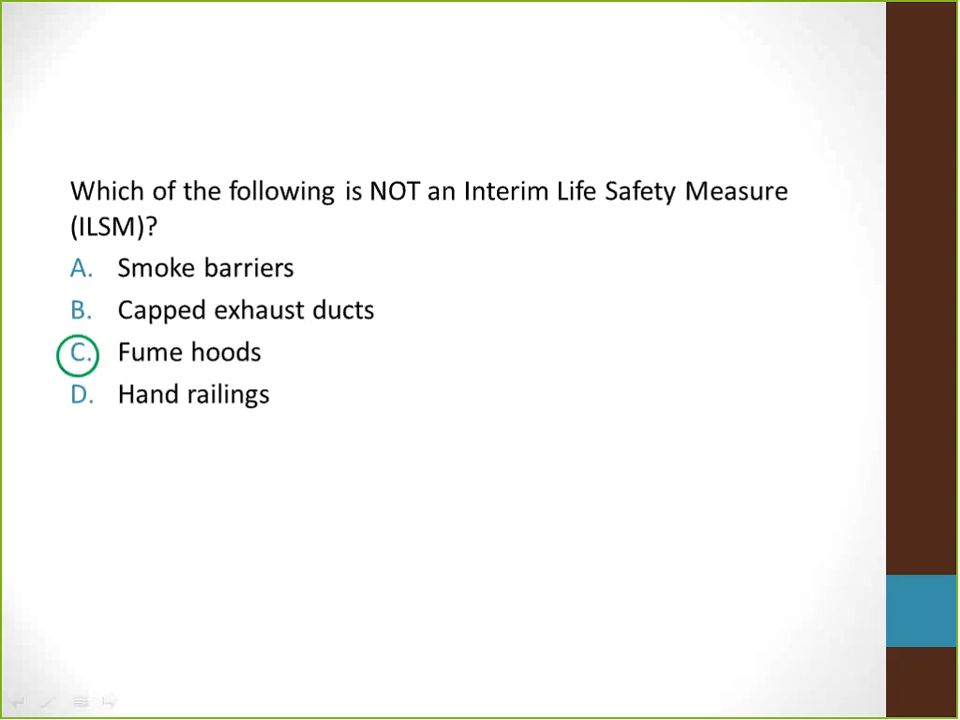 Which of the following is NOT an Interim Life Safety Measure
(ILSM)?
A. Smoke barriers
B. Capped exhaust ducts
C. Fume hoods
D. Hand railings